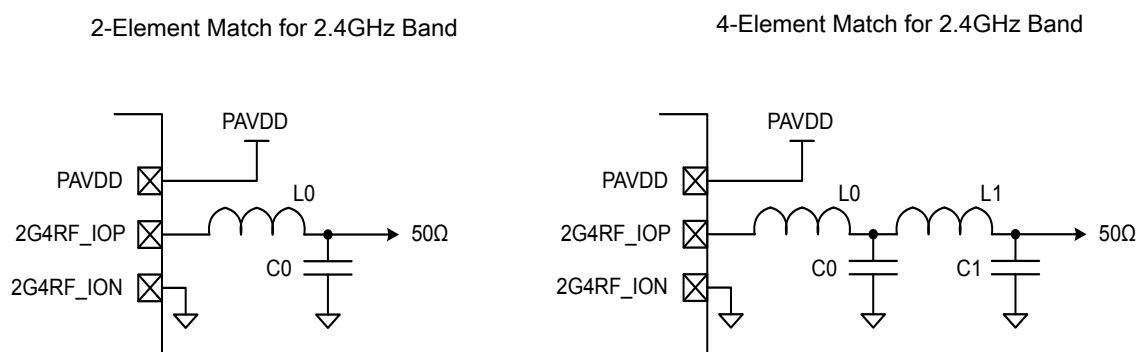 2-Element Match for 2.4GHz Band
PAVDD
PAVDD
L0
2G4RF_IOP
50Ω
C0
2G4RF_ION
4-Element Match for 2.4GHz Band
PAVDD
PAVDD
L0
L1
2G4RF_IOP
50Ω
C0
C1
2G4RF_ION